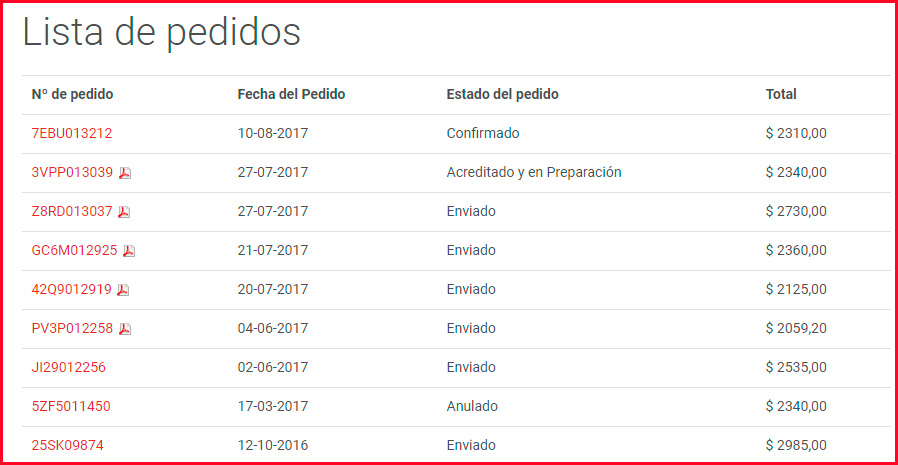 Lista de pedidos
Nº de pedido Fecha del Pedido Estado del pedido Total
7EBU013212 10-08-2017 Confirmado $ 2310,00
3VPP013039 27-07-2017 Acreditado y en Preparación $ 2340,00
Z8RD013037 27-07-2017 Enviado $ 2730,00
GC6M012925 21-07-2017 Enviado $ 2360,00
42Q9012919 20-07-2017 Enviado $ 2125,00
PV3P012258 04-06-2017 Enviado $ 2059,20
JI29012256 02-06-2017 Enviado $ 2535,00
5ZF5011450 17-03-2017 Anulado $ 2340,00
25SK09874 12-10-2016 Enviado $ 2985,00